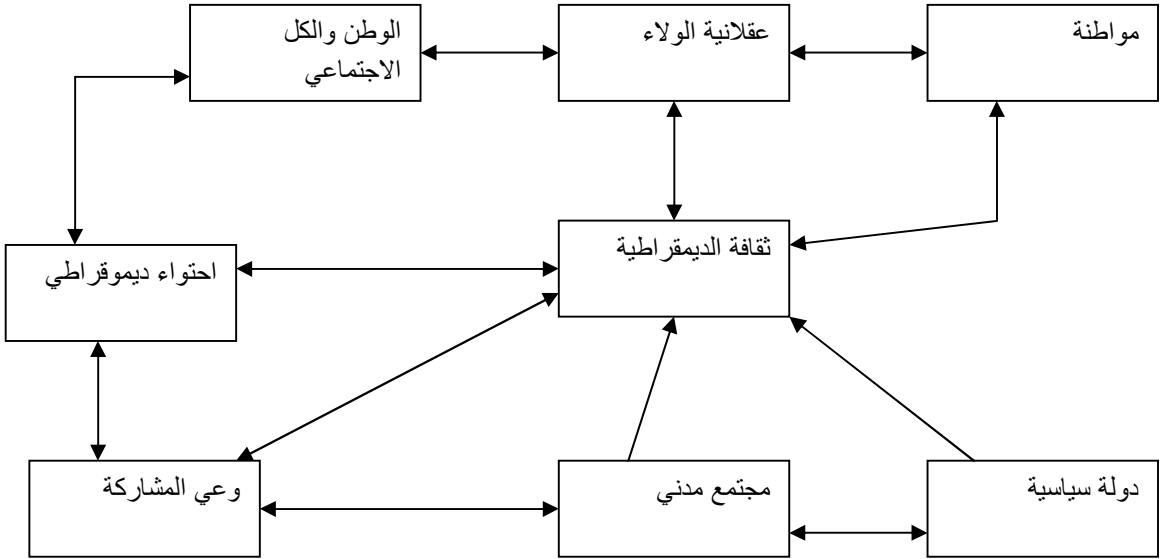 مواطنة
عقلانية الولاء
الوطن والكل
الاجتماعي
ثقافة الديمقراطية
احتواء ديموقراطي
دولة سياسية
مجتمع مدني
وعي المشاركة